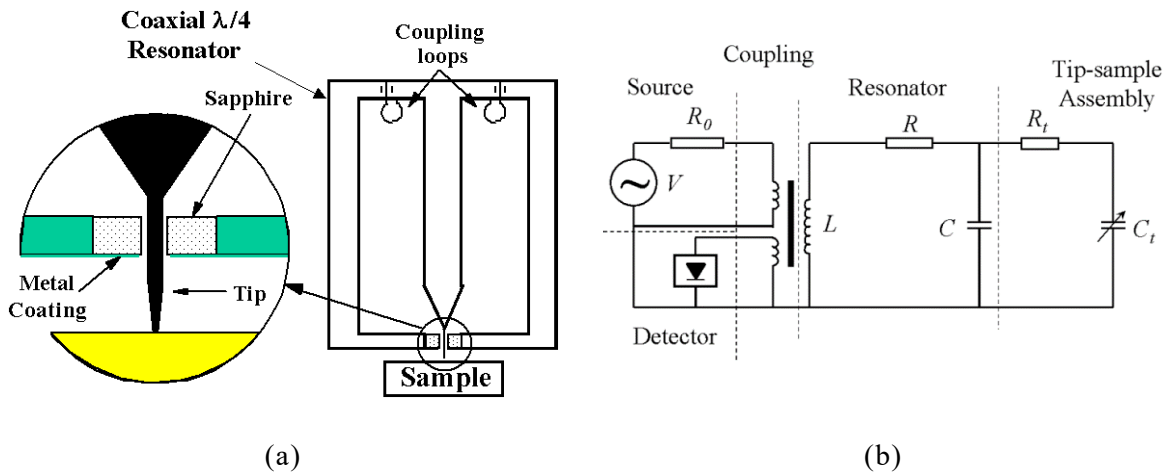 Coaxial λ/4
Resonator
Coupling
loops
Sapphire
Metal
Coating
Tip
Sample
(a)
Coupling
Source
Resonator
Tip-sample
Assembly
R0
R
Rt
V
L
C
Ct
Detector
(b)